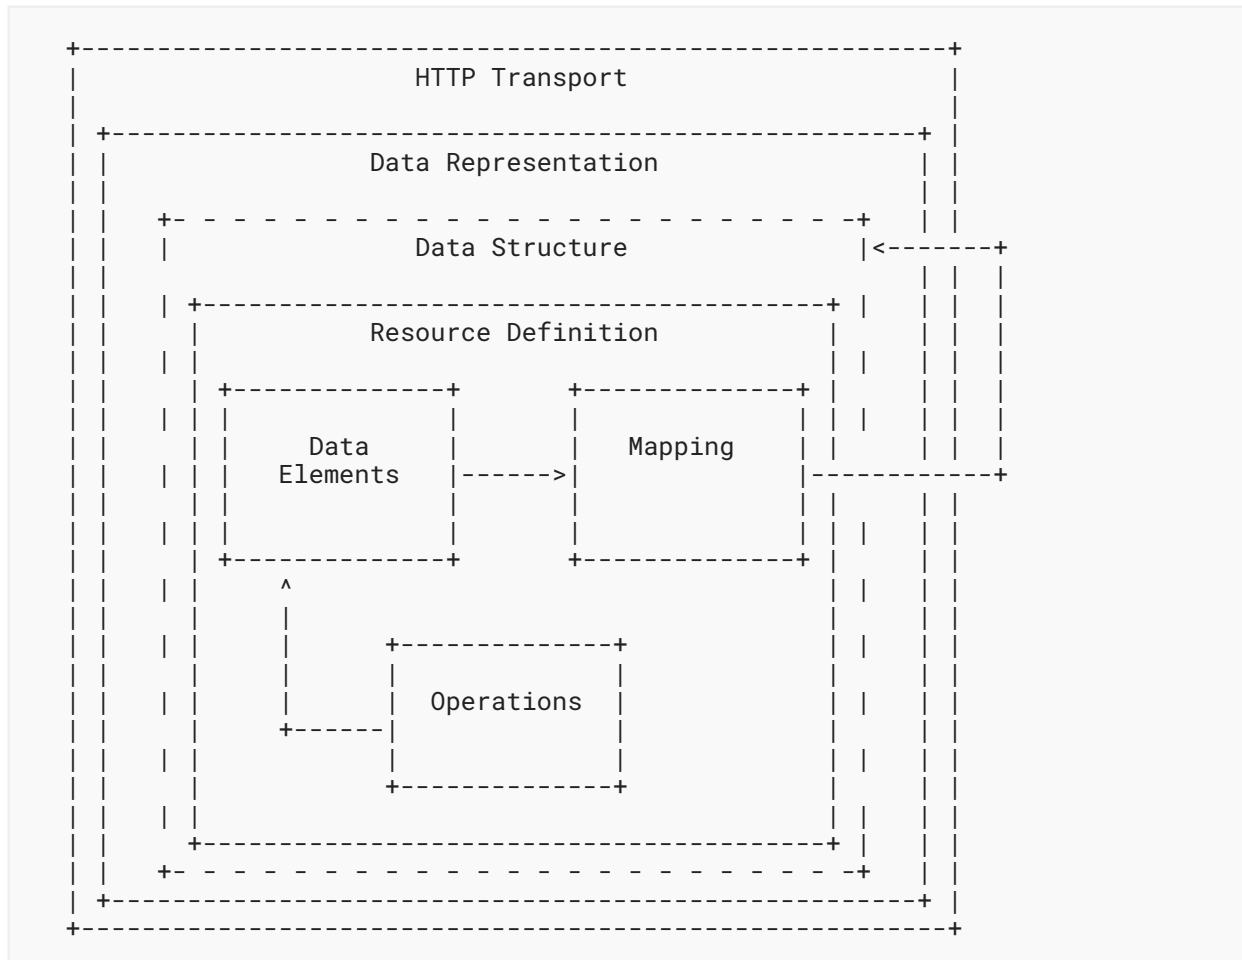 HTTP Transport
Data Representation
Data Structure
Resource Definition
Data
Elements
Mapping
Operations